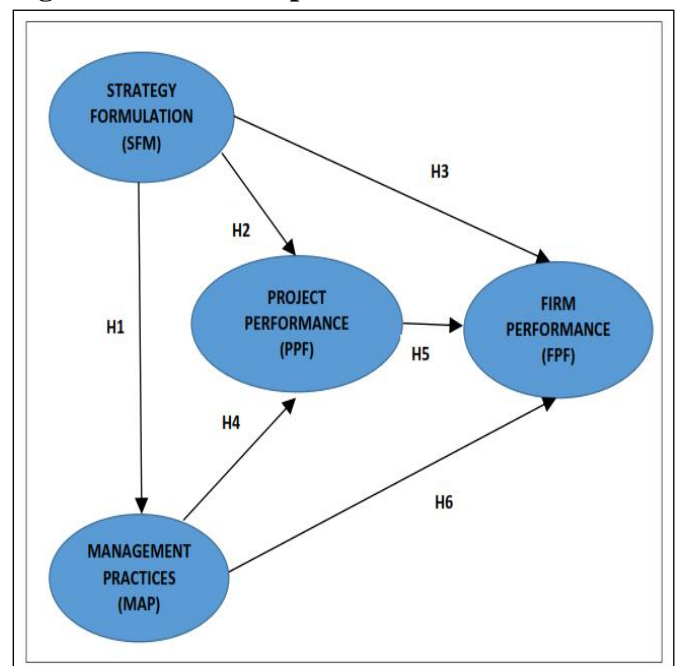 STRATEGY
FORMULATION
(SFM)
H3
H2
PROJECT
PERFORMANCE
(PPF)
FIRM
PERFORMANCE
(FPF)
H1
H5
H4
H6
MANAGEMENT
PRACTICES
(MAP)